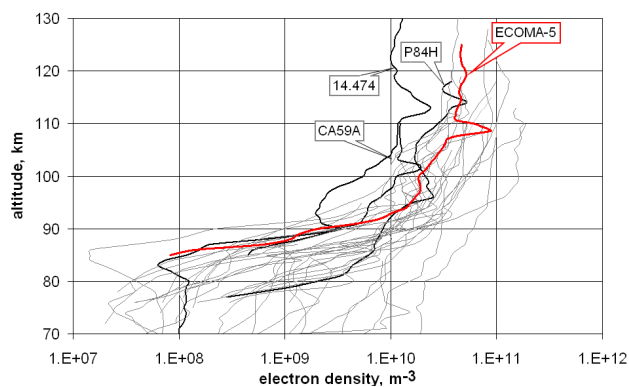 130
120
110
100
90
80
70
altitude, km
ECOMA-5
P84H
14.474
CA59A
1.E+07 1.E+08 1.E+09 1.E+10 1.E+11 1.E+12
electron density, m-3